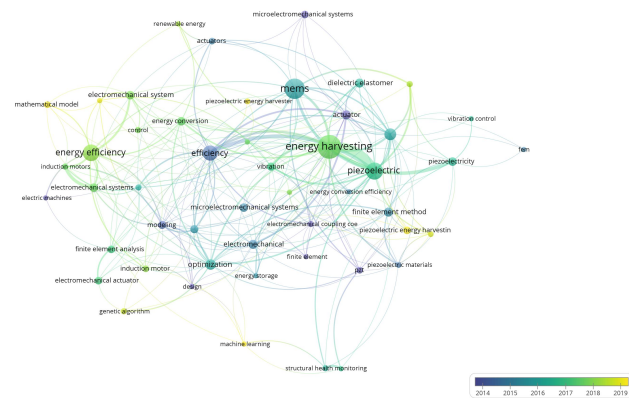 microelectromechanical systems
renewable energy
actuators
dielectric elastomer
mems
electromechanical system
mathematical model
piezoelectric energy harvester
actuator
vibration control
energy conversion
control
energy harvesting
fem
energy efficiency
efficiency
piezoelectricity
induction motors
vibration
piezoelectric
electromechanical systems
energy conversion efficiency
electric machines
microelectromechanical systems
finite element method
modeling
electromechanical coupling coe
piezoelectric energy harvestin
electromechanical
finite element analysis
finite element
optimization
piezoelectric materials
induction motor
pzt
energy storage
electromechanical actuator
design
genetic algorithm
machine learning
structural health monitoring
2014 2015 2016 2017 2018 2019